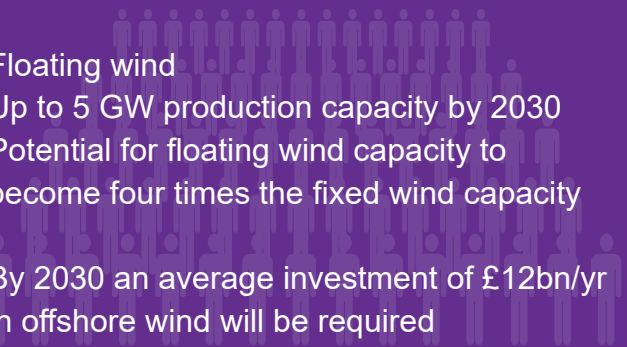 Floating wind
Up to 5 GW production capacity by 2030
Potential for floating wind capacity to
become four times the fixed wind capacity
By 2030 an average investment of £12bn/yr
in offshore wind will be required